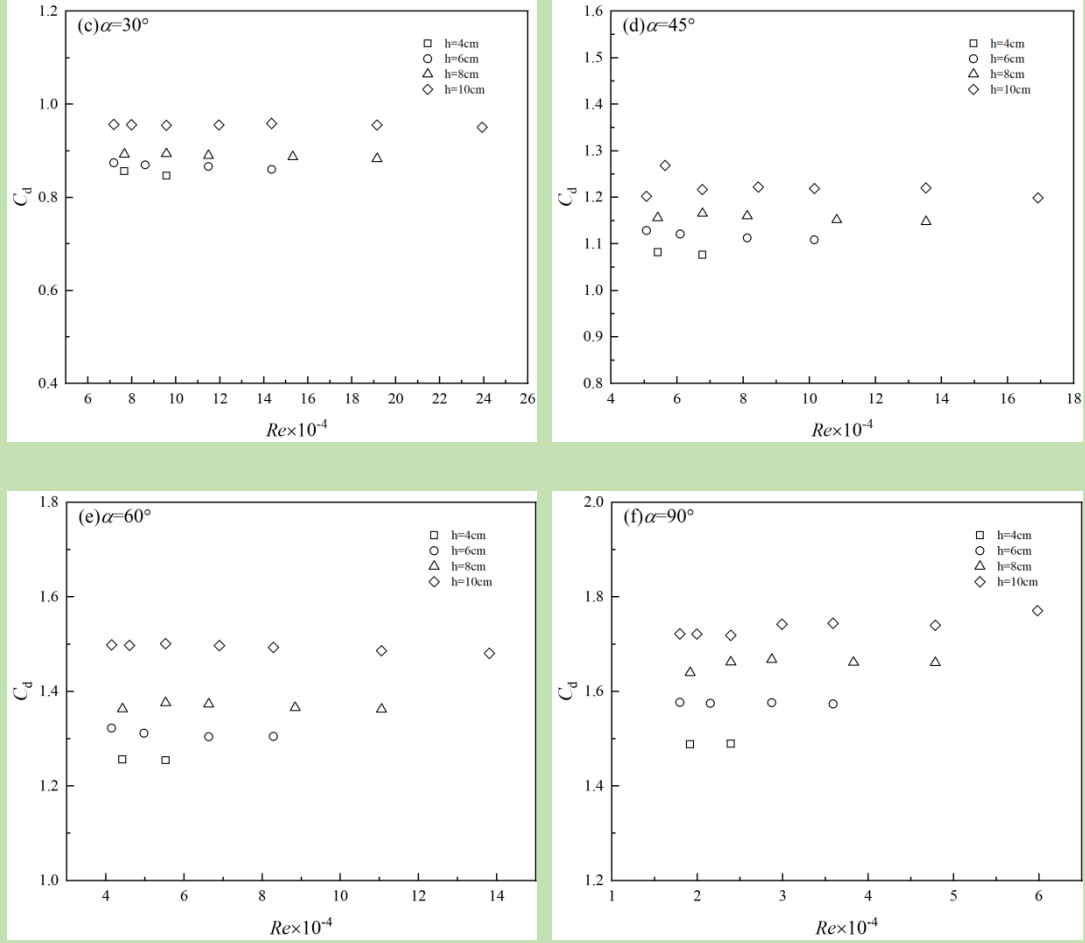 (c)α=30°
h=4cm
h=6cm
h=8cm
h=10cm
1.2
1.0
0.8
0.6
0.4
Cd
6 8 10 12 14 16 18 20 22 24 26
Re×10-4
(d)α=45°
h=4cm
h=6cm
h=8cm
h=10cm
1.6
1.5
1.4
1.3
1.2
1.1
1.0
0.9
0.8
Cd
4 6 8 10 12 14 16 18
Re×10-4
(e)α=60°
h=4cm
h=6cm
h=8cm
h=10cm
1.8
1.6
1.4
1.2
1.0
Cd
4 6 8 10 12 14
Re×10-4
(f)α=90°
h=4cm
h=6cm
h=8cm
h=10cm
2.0
1.8
1.6
1.4
1.2
Cd
1 2 3 4 5 6
Re×10-4